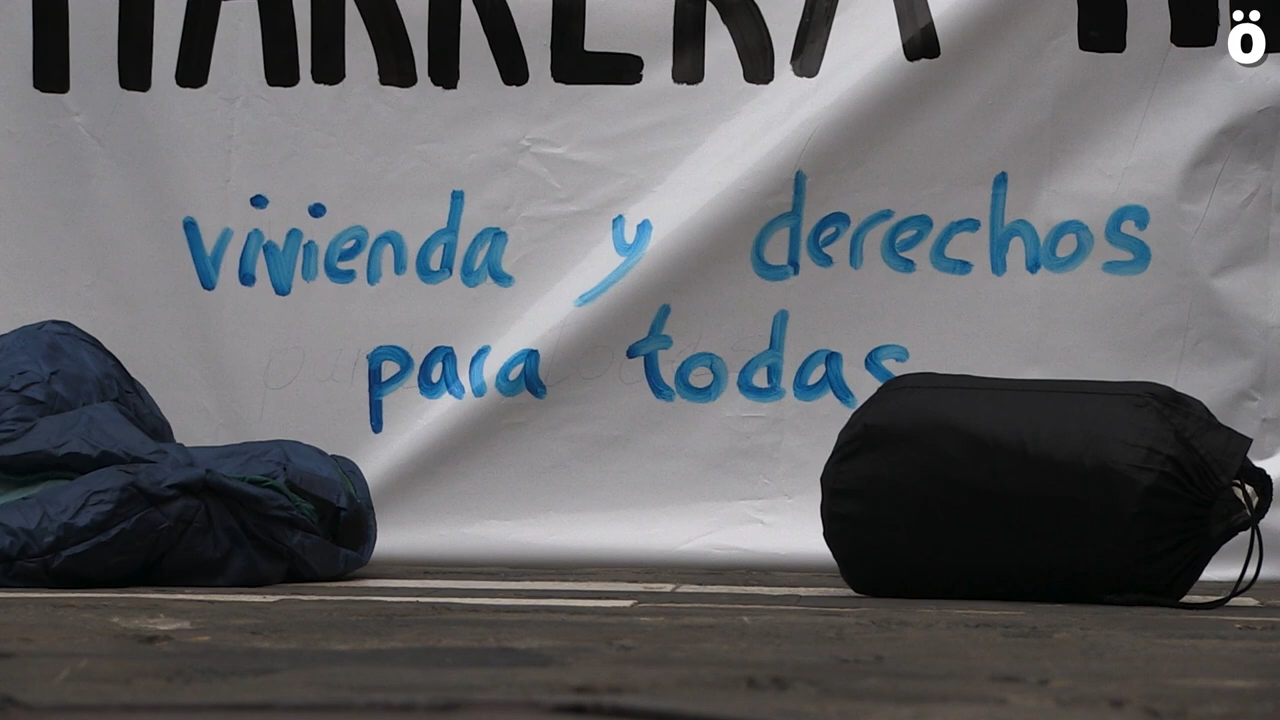 ö
vivienda y derechos
para todas